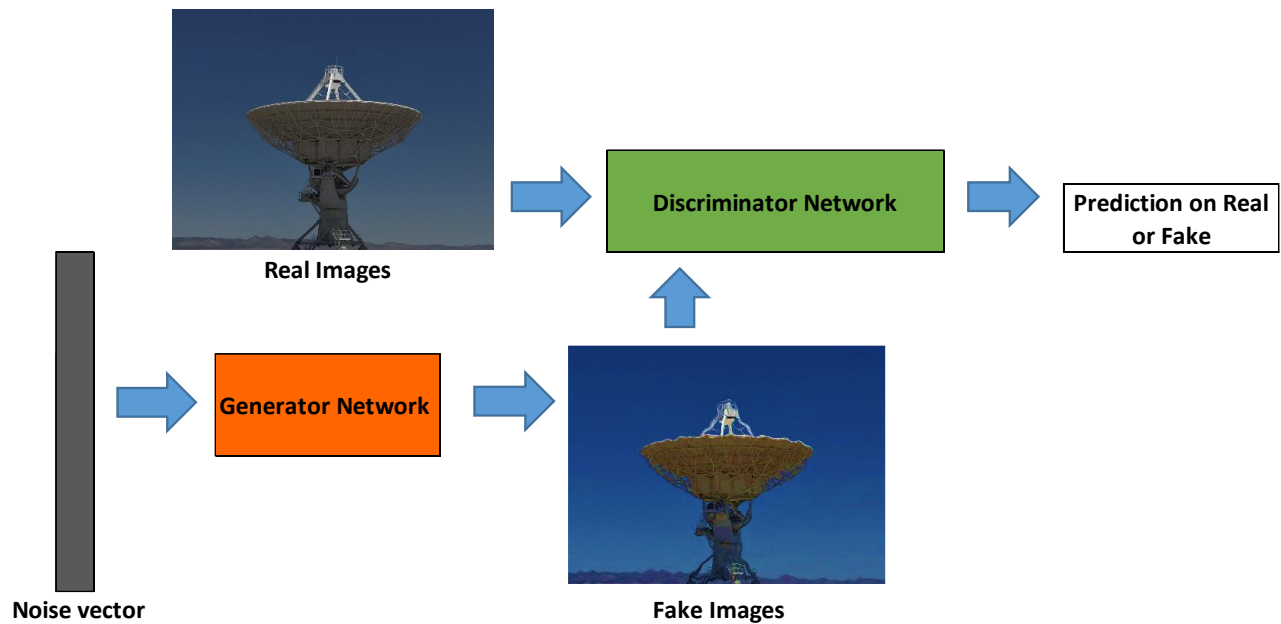 Discriminator Network
Prediction on Real
or Fake
Real Images
Generator Network
Noise vector
Fake Images